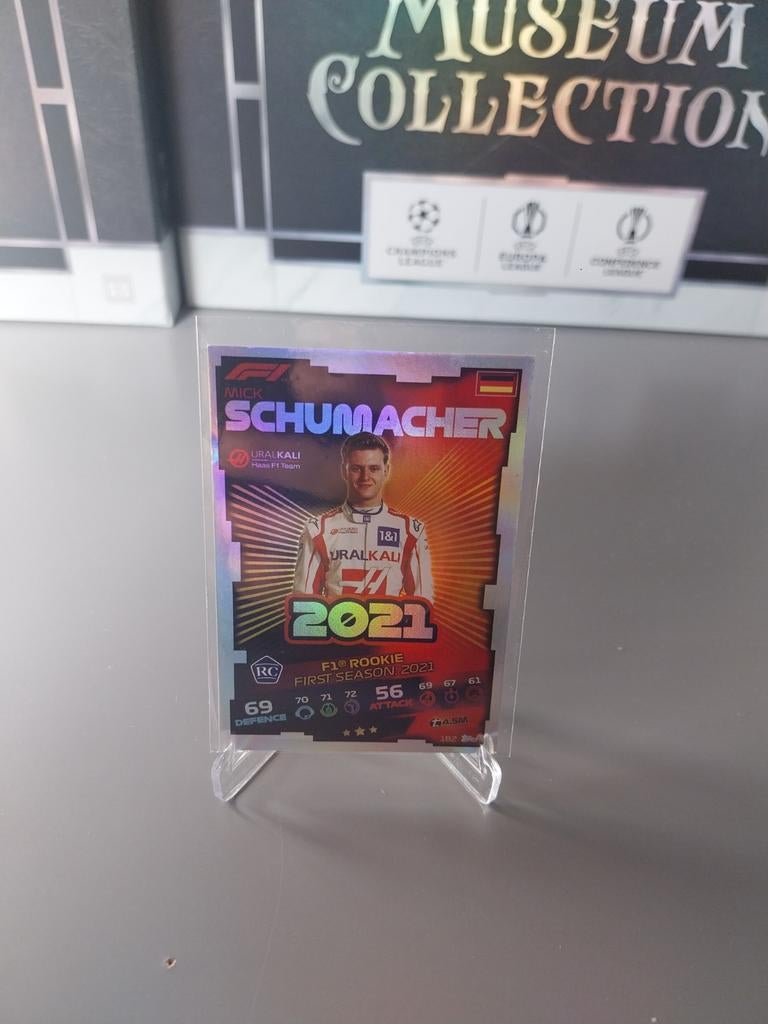 MUSEUM
COLLECTION
CHAMPIONS
LEAGUE
EUROPA
LEAGUE
CONFERENCE
LEAGUE
F1
MICK
SCHUMACHER
URALKALI
Haas F1 Team
1&1
URALKALI
2021
RC
F1® ROOKIE
FIRST SEASON 2021
69
DEFENCE
70 71 72
56
ATTACK
69 67 61
4.5M
182